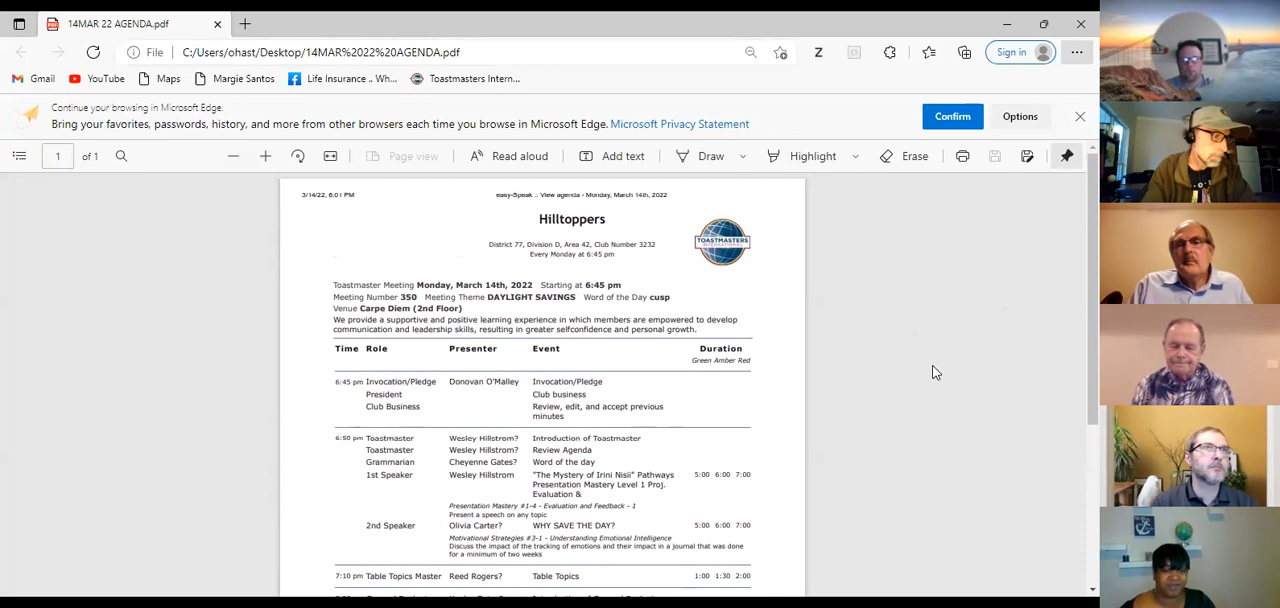 14MAR 22 AGENDA.pdf
File C:/Users/ohast/Desktop/14MAR%2022%20AGENDA.pdf Sign in
Gmail YouTube Maps Margie Santos Life Insurance .. Wh... Toastmasters Intern...
Continue your browsing in Microsoft Edge.
Bring your favorites, passwords, history, and more from other browsers each time you browse in Microsoft Edge. Microsoft Privacy Statement Confirm Options
1 of 1 Page view Read aloud Add text Draw Highlight Erase
3/14/22, 6:01 PM easy-Speak :: View agenda - Monday, March 14th, 2022
Hilltoppers
TOASTMASTERS
INTERNATIONAL
District 77, Division D, Area 42, Club Number 3232
Every Monday at 6:45 pm
Toastmaster Meeting Monday, March 14th, 2022 Starting at 6:45 pm
Meeting Number 350 Meeting Theme DAYLIGHT SAVINGS Word of the Day cusp
Venue Carpe Diem (2nd Floor)
We provide a supportive and positive learning experience in which members are empowered to develop
communication and leadership skills, resulting in greater selfconfidence and personal growth.
Time Role Presenter Event Duration
Green Amber Red
6:45 pm Invocation/Pledge Donovan O'Malley Invocation/Pledge
President Club business
Club Business Review, edit, and accept previous
minutes
6:50 pm Toastmaster Wesley Hillstrom? Introduction of Toastmaster
Toastmaster Wesley Hillstrom? Review Agenda
Grammarian Cheyenne Gates? Word of the day
1st Speaker Wesley Hillstrom "The Mystery of Irini Nisii" Pathways 5:00 6:00 7:00
Presentation Mastery Level 1 Proj.
Evaluation &
Presentation Mastery #1-4 - Evaluation and Feedback - 1
Present a speech on any topic
2nd Speaker Olivia Carter? WHY SAVE THE DAY? 5:00 6:00 7:00
Motivational Strategies #3-1 - Understanding Emotional Intelligence
Discuss the impact of the tracking of emotions and their impact in a journal that was done
for a minimum of two weeks
7:10 pm Table Topics Master Reed Rogers? Table Topics 1:00 1:30 2:00